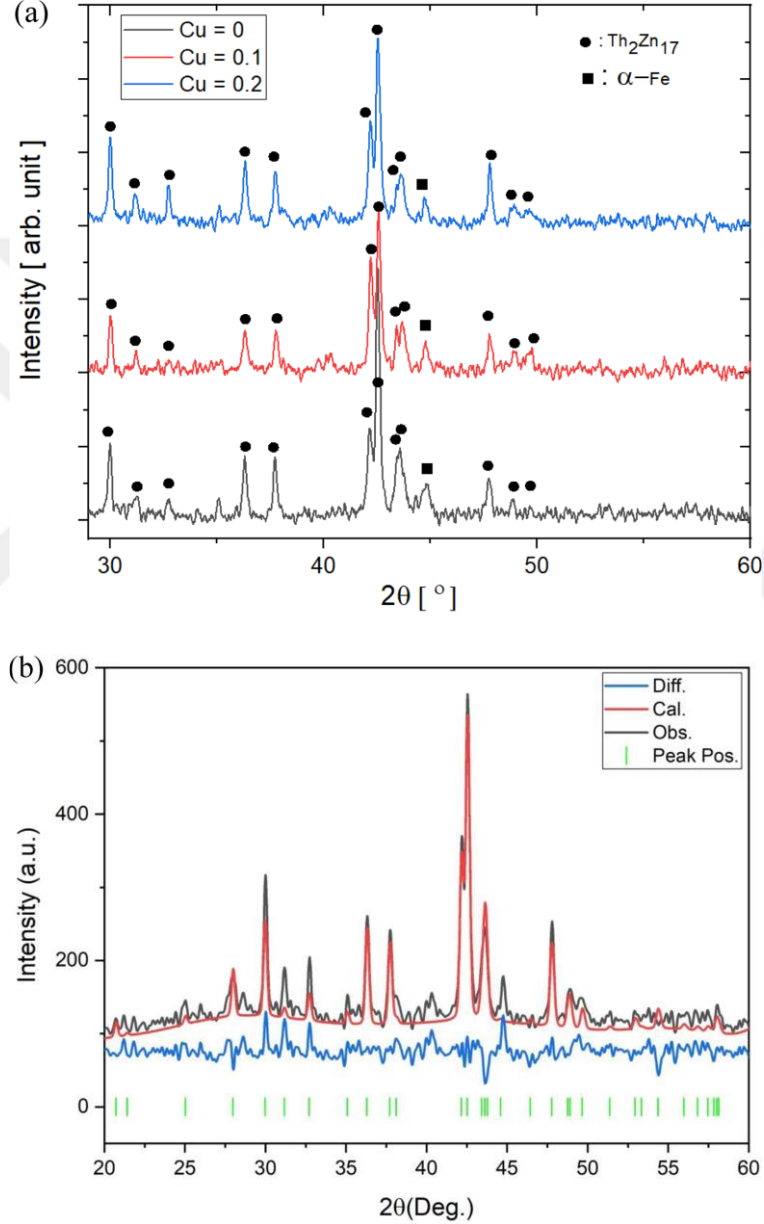 (a)
Cu = 0
Cu = 0.1
Cu = 0.2
: Th2Zn17
: α−Fe
Intensity [ arb. unit ]
30 40 50 60
2θ [ ° ]
(b)
600
400
200
0
Intensity (a.u.)
Diff.
Cal.
Obs.
Peak Pos.
20 25 30 35 40 45 50 55 60
2θ(Deg.)